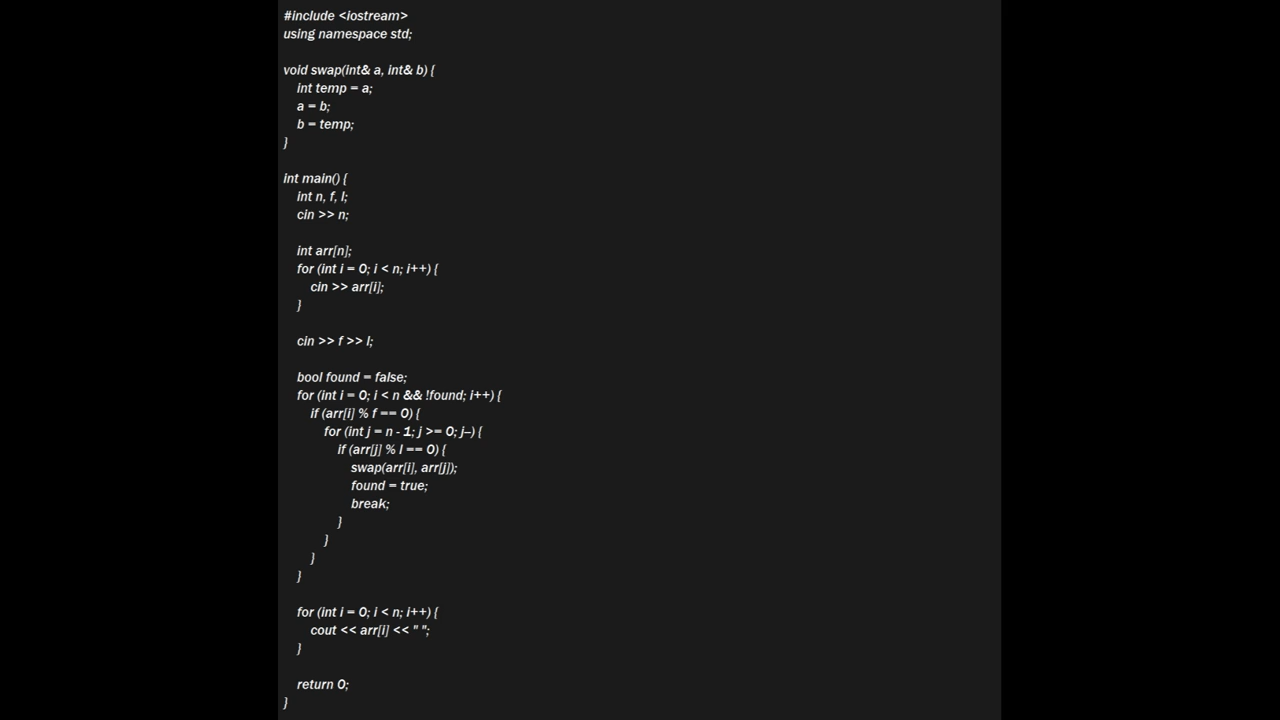 #include <iostream>
using namespace std;
void swap(int& a, int& b) {
int temp = a;
a = b;
b = temp;
}
int main() {
int n, f, l;
cin >> n;
int arr[n];
for (int i = 0; i < n; i++) {
cin >> arr[i];
}
cin >> f >> l;
bool found = false;
for (int i = 0; i < n && !found; i++) {
if (arr[i] % f == 0) {
for (int j = n - 1; j >= 0; j–) {
if (arr[j] % l == 0) {
swap(arr[i], arr[j]);
found = true;
break;
}
}
}
}
for (int i = 0; i < n; i++) {
cout << arr[i] << " ";
}
return 0;
}